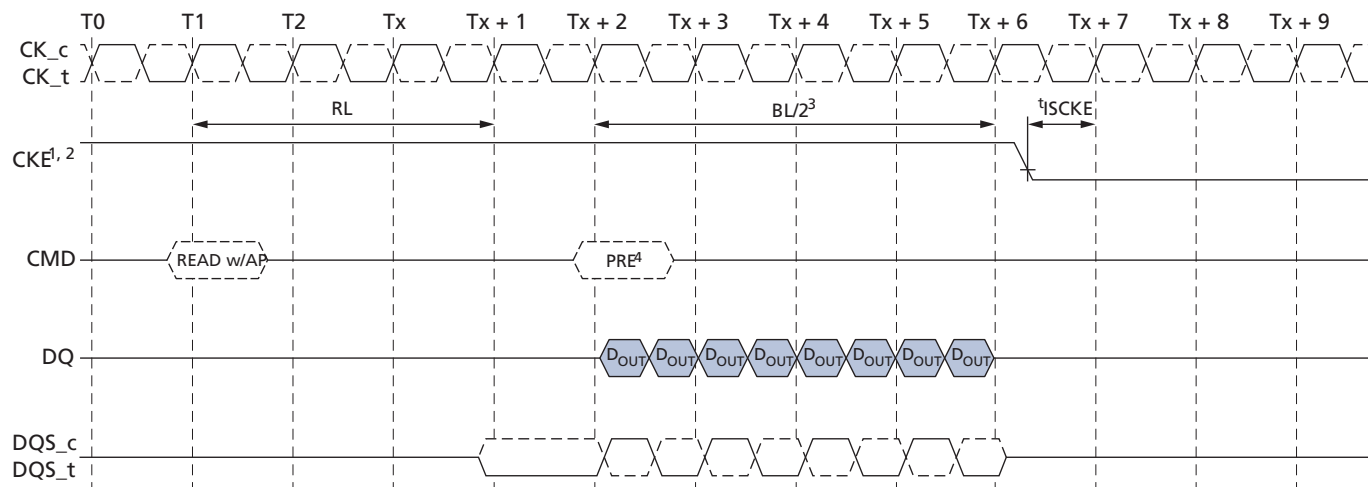 T0 T1 T2 Tx Tx + 1 Tx + 2 Tx + 3 Tx + 4 Tx + 5 Tx + 6 Tx + 7 Tx + 8 Tx + 9
CK_c
CK_t
RL BL/2³ ᵗISCKE
CKE¹, ²
CMD READ w/AP PRE⁴
DQ DOUT DOUT DOUT DOUT DOUT DOUT DOUT DOUT
DQS_c
DQS_t